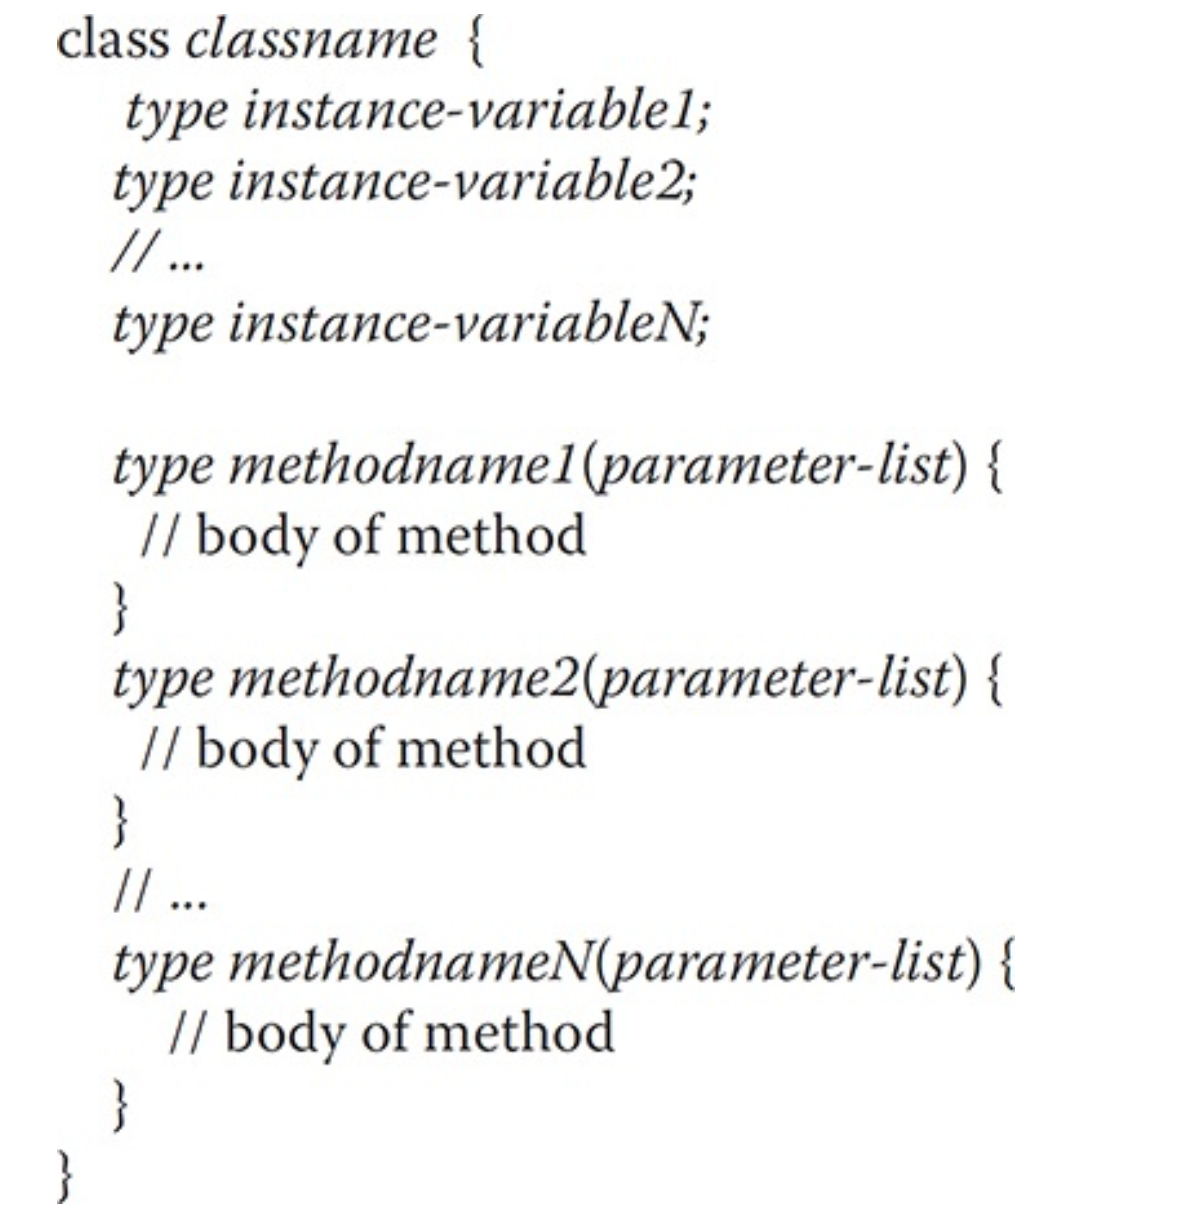 class classname {
type instance-variable1;
type instance-variable2;
// ...
type instance-variableN;
type methodname1(parameter-list) {
// body of method
}
type methodname2(parameter-list) {
// body of method
}
// ...
type methodnameN(parameter-list) {
// body of method
}
}